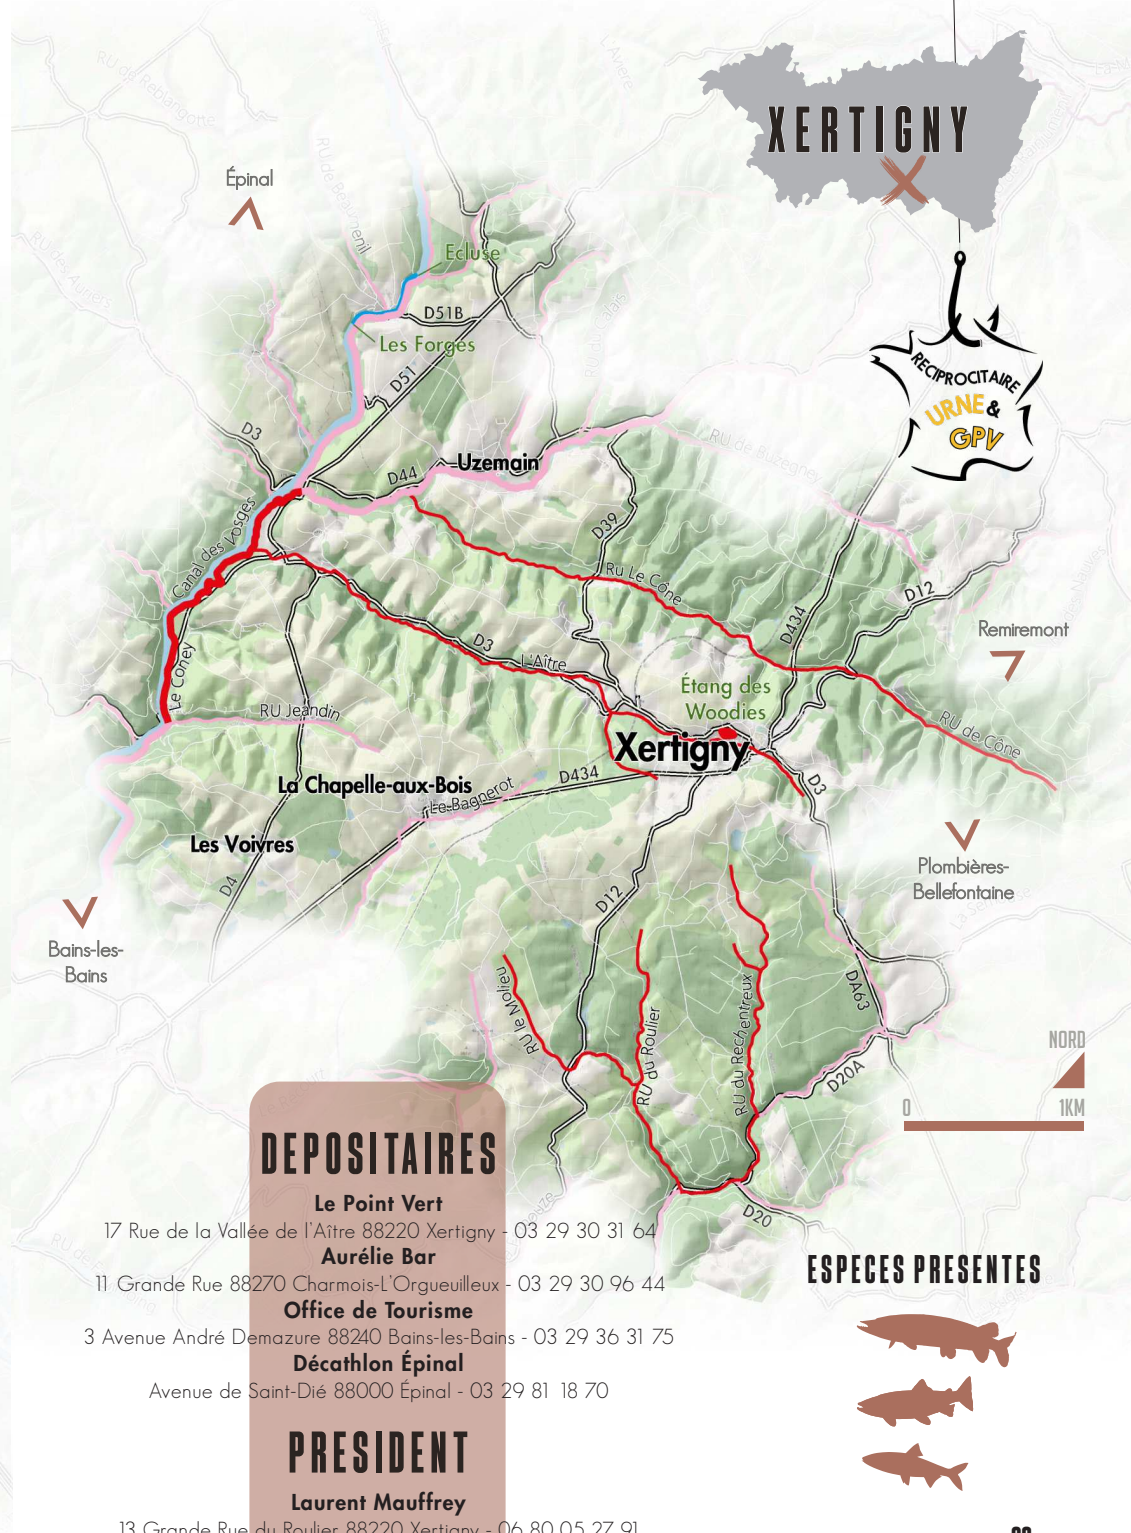 XERTIGNY
RU de Reblangotte
Épinal
RECIPROCITAIRE
URNE &
GPV
Ecluse
D51B
Les Forges
D51
D3
D44
Uzemain
RU de Buzegney
Canal des Vosges
D39
Ru Le Cône
D12
D434
Remiremont
D3
L'Aître
Le Coney
Étang des
Woodies
RU Jeandin
RU de Cône
Xertigny
La Chapelle-aux-Bois
D434
Le Bagnerot
D3
Les Voivres
D4
Plombières-
Bellefontaine
D12
Bains-les-
Bains
RU le Molieu
RU du Roulier
RU du Rechentreux
DA63
D20A
D20
NORD
0 1KM
DEPOSITAIRES
Le Point Vert
17 Rue de la Vallée de l'Aître 88220 Xertigny - 03 29 30 31 64
Aurélie Bar
11 Grande Rue 88270 Charmois-L'Orgueuilleux - 03 29 30 96 44
Office de Tourisme
3 Avenue André Demazure 88240 Bains-les-Bains - 03 29 36 31 75
Décathlon Épinal
Avenue de Saint-Dié 88000 Épinal - 03 29 81 18 70
PRESIDENT
Laurent Mauffrey
13 Grande Rue du Roulier 88220 Xertigny - 06 80 05 27 91
ESPECES PRESENTES